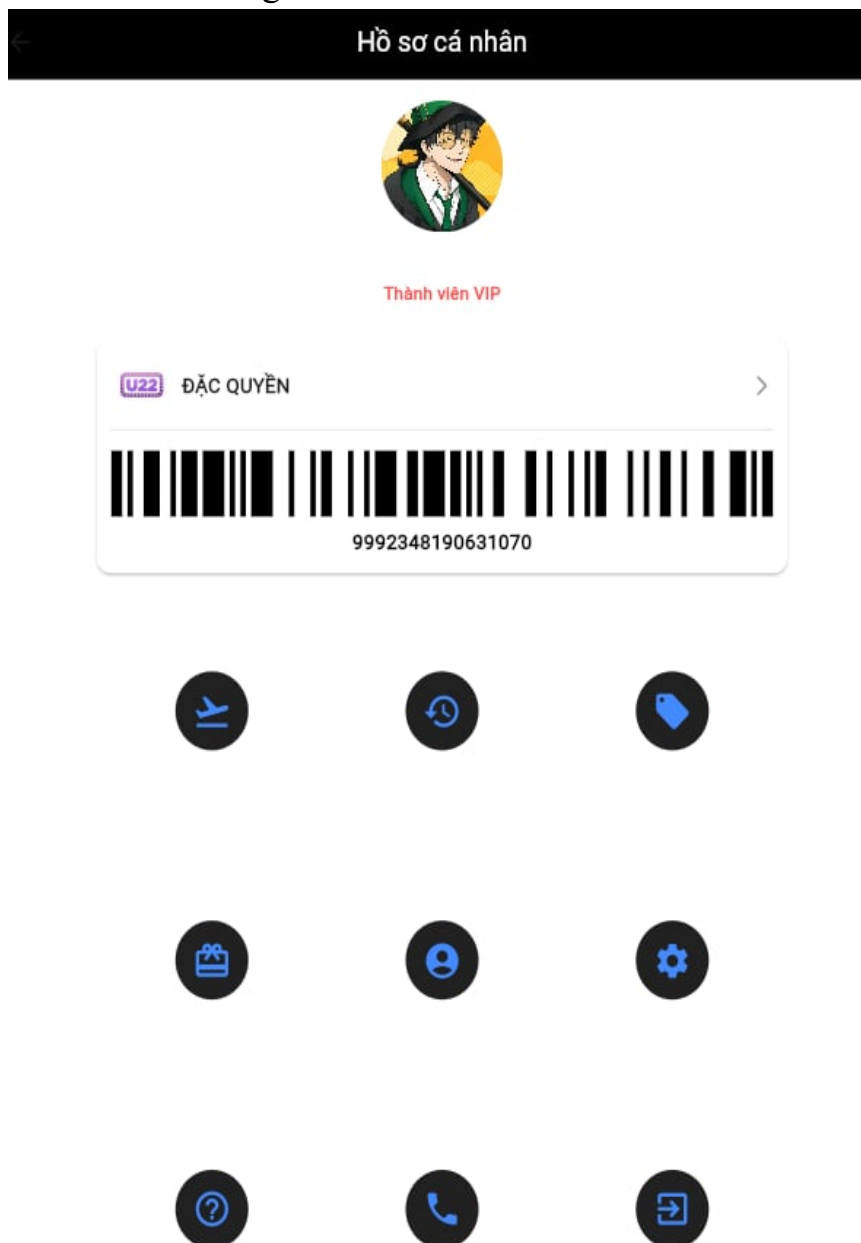 Hồ sơ cá nhân
Thành viên VIP
U22 ĐẶC QUYỀN
9992348190631070